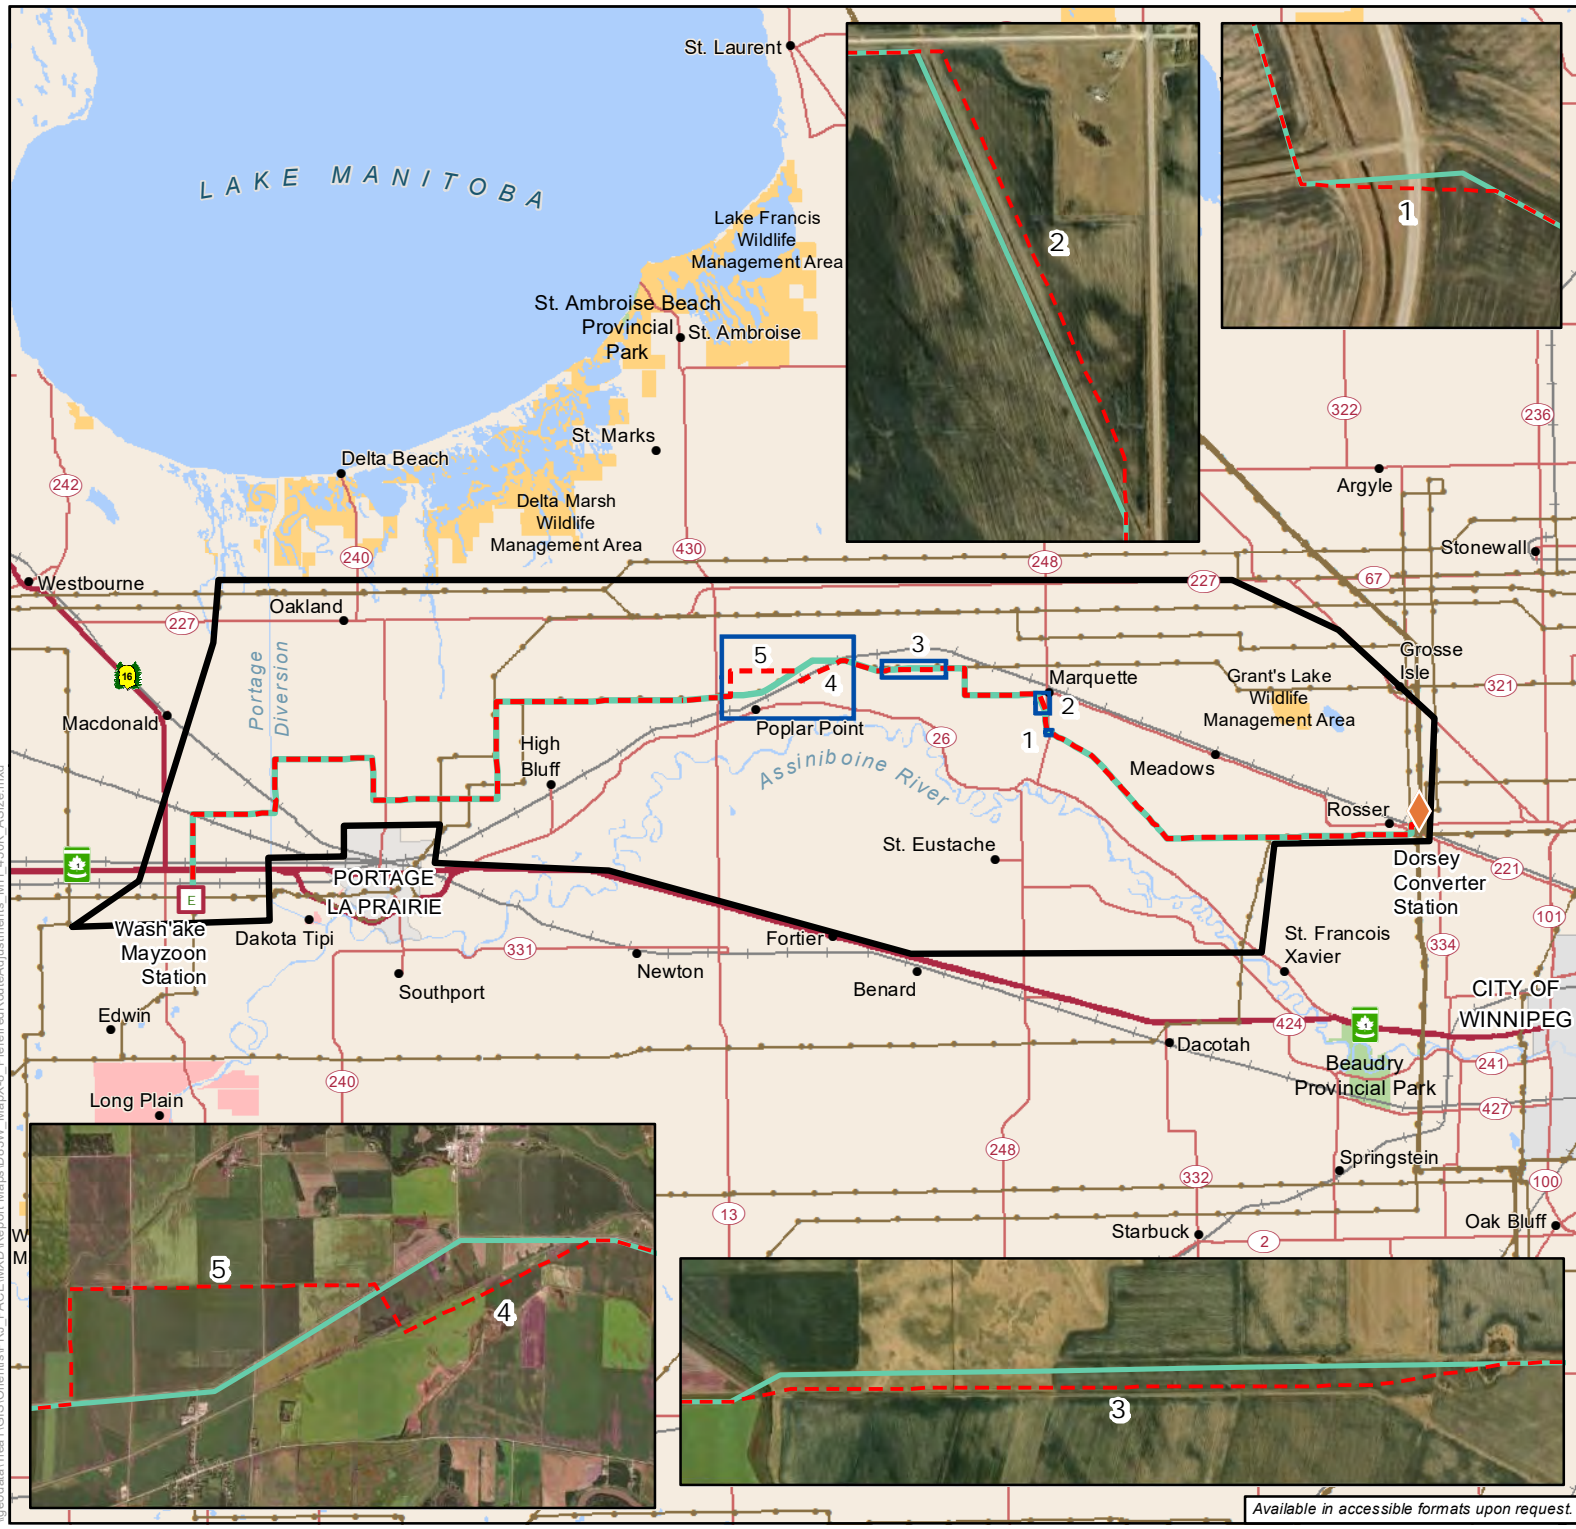 St. Laurent
LAKE MANITOBA
Lake Francis
Wildlife
Management Area
St. Ambroise Beach
Provincial
Park
St. Ambroise
2
1
322
236
St. Marks
Delta Beach
242
Argyle
Delta Marsh
Wildlife
Management Area
240
430
248
Stonewall
Westbourne
227
67
Oakland
227
Portage
Diversion
16
5
3
4
Grosse
Isle
Marquette
Grant's Lake
Wildlife
Management Area
321
2
Macdonald
Poplar Point
26
1
High
Bluff
Assiniboine River
Meadows
Rosser
St. Eustache
1
E
PORTAGE
LA PRAIRIE
Dorsey
Converter
Station
221
101
Wash'ake
Mayzoon
Station
Dakota Tipi
331
Fortier
St. Francois
Xavier
334
Newton
Southport
Benard
CITY OF
WINNIPEG
Edwin
424
1
Dacotah
241
Beaudry
Provincial Park
240
Long Plain
427
248
Springstein
332
100
13
Starbuck
2
Oak Bluff
W
M
5
4
3
Available in accessible formats upon request.